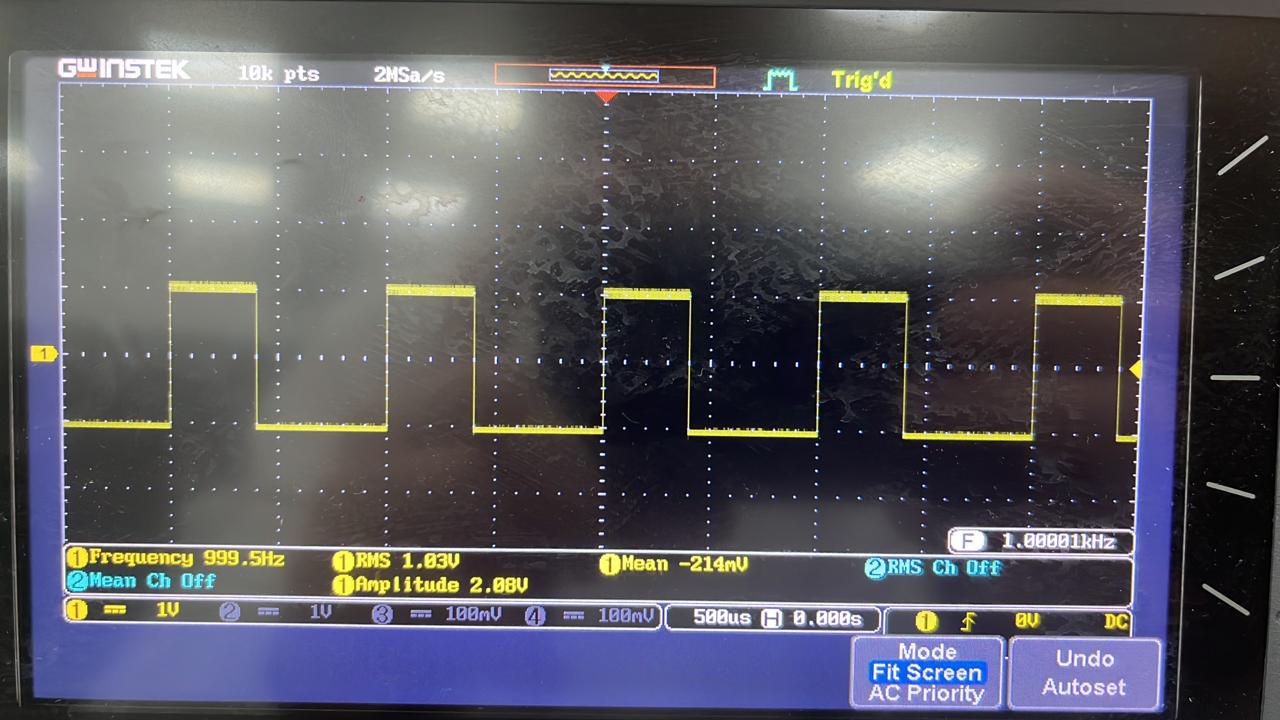 GWINSTEK 10k pts 2MSa/s Trig'd
1
F 1.00001kHz
1 Frequency 999.5Hz 1 RMS 1.03V 1 Mean -214mV 2 RMS Ch Off
2 Mean Ch Off 1 Amplitude 2.08V
1 1V 2 1V 3 100mV 4 100mV 500us H 0.000s 1 0V DC
Mode
Fit Screen
AC Priority
Undo
Autoset